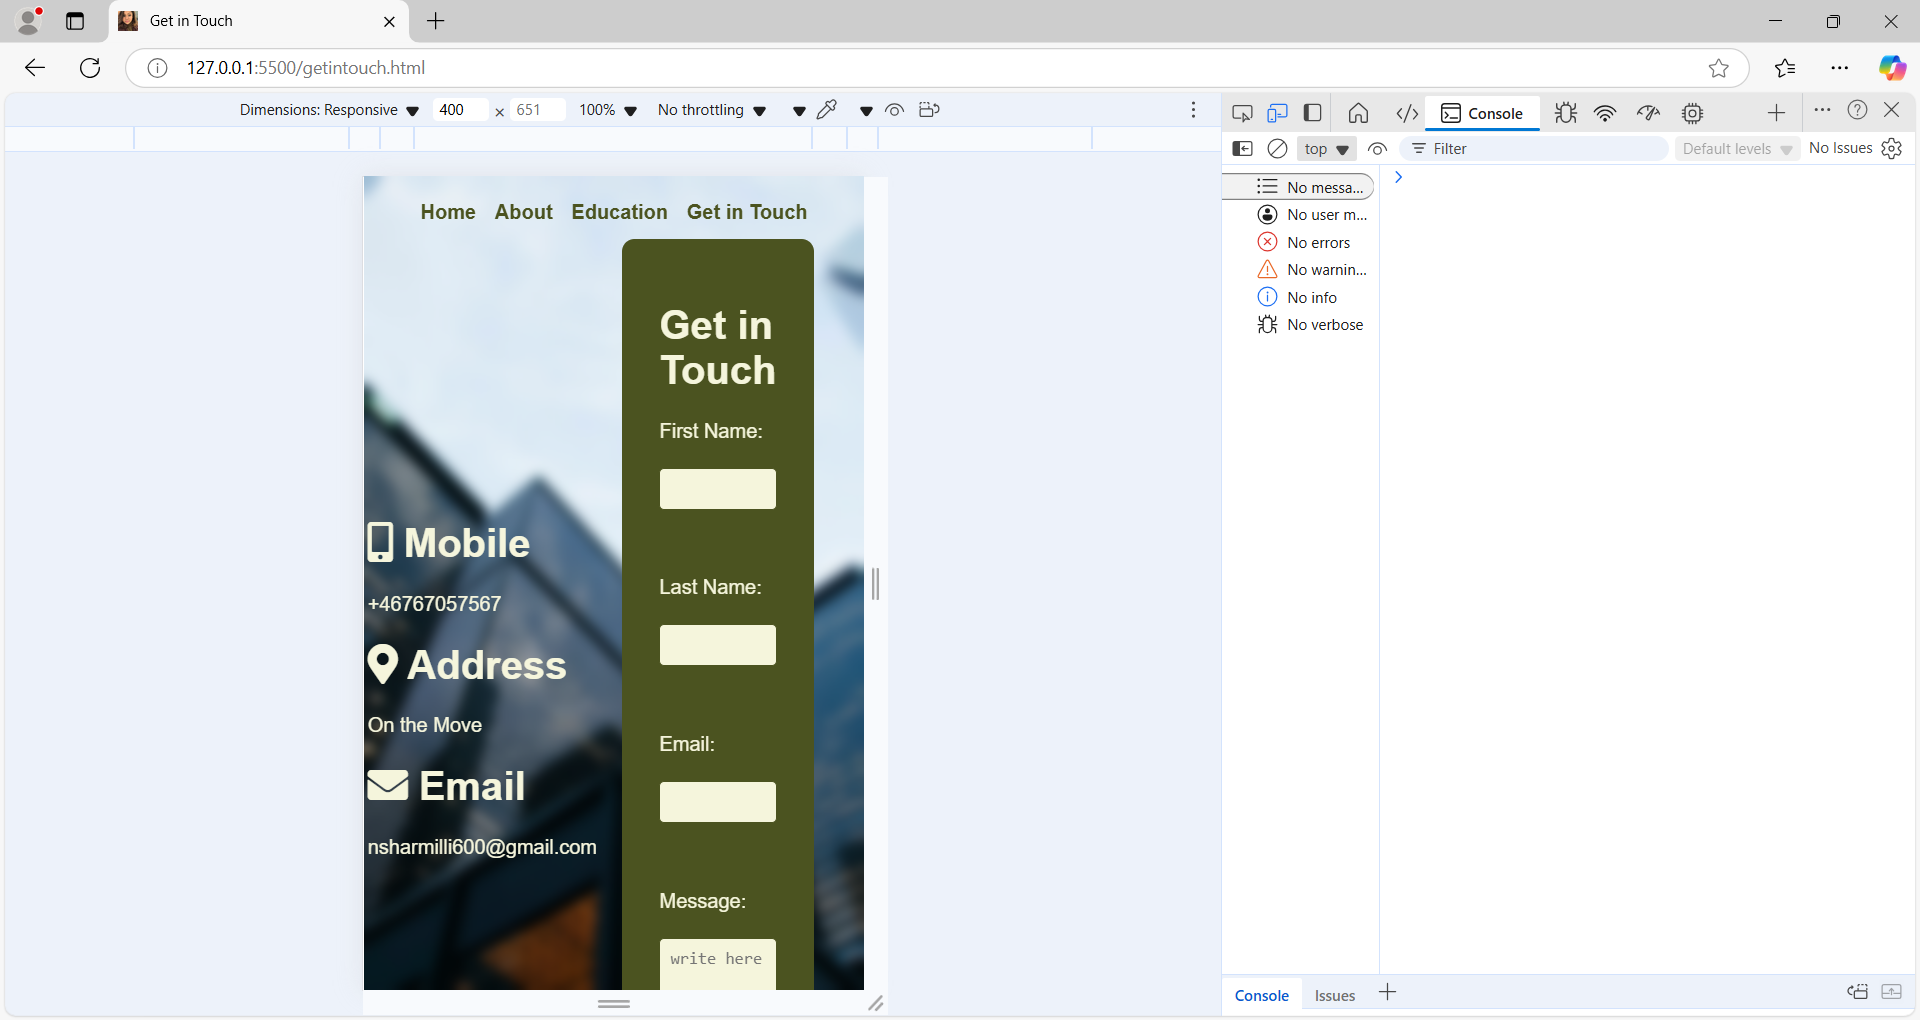 Get in Touch
127.0.0.1:5500/getintouch.html
Dimensions: Responsive 400 × 651 100% No throttling
Console
top Filter Default levels No Issues
No messa...
No user m...
No errors
No warnin...
No info
No verbose
Home About Education Get in Touch
Get in
Touch
First Name:
Last Name:
Email:
Message:
write here
Mobile
+46767057567
Address
On the Move
Email
nsharmilli600@gmail.com
Console Issues